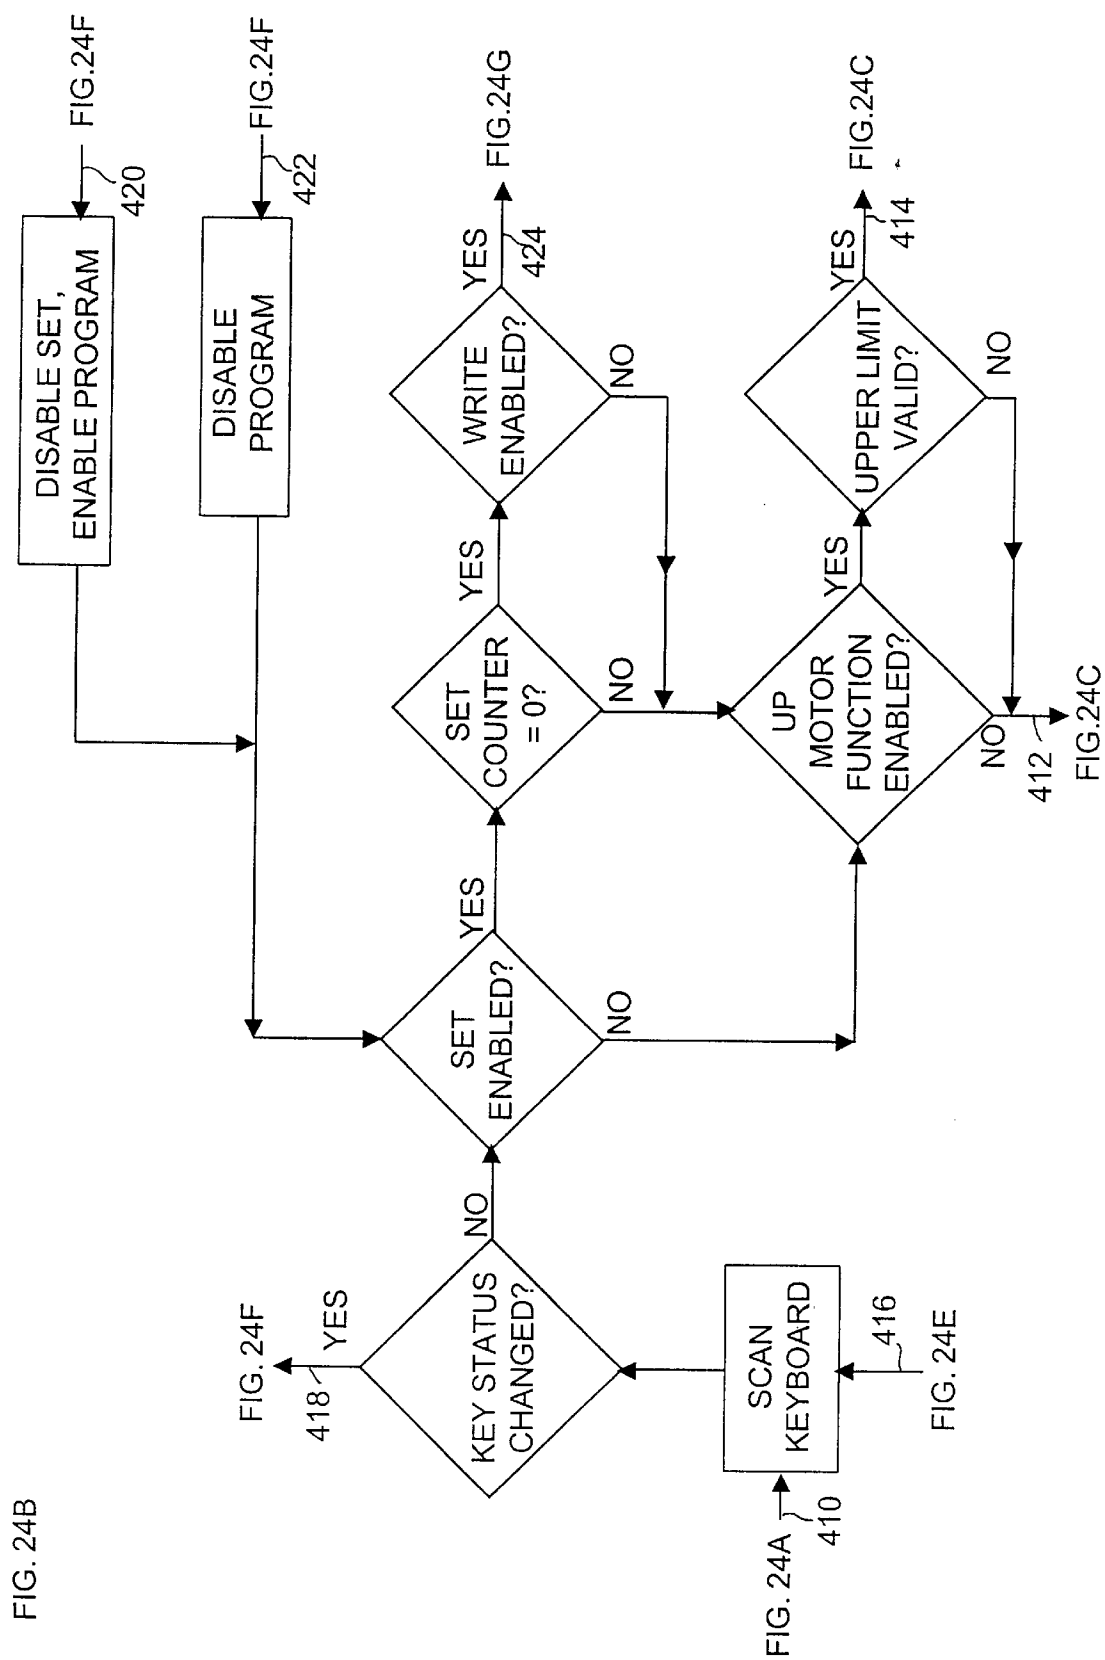 FIG. 24B
FIG. 24A
410
SCAN
KEYBOARD
416
FIG. 24E
KEY STATUS
CHANGED?
YES
418
FIG. 24F
NO
SET
ENABLED?
YES
NO
DISABLE SET,
ENABLE PROGRAM
420
FIG.24F
DISABLE
PROGRAM
422
FIG.24F
SET
COUNTER
= 0?
YES
NO
WRITE
ENABLED?
YES
424
FIG.24G
NO
UP
MOTOR
FUNCTION
ENABLED?
YES
NO
412
FIG.24C
UPPER LIMIT
VALID?
YES
414
FIG.24C
NO